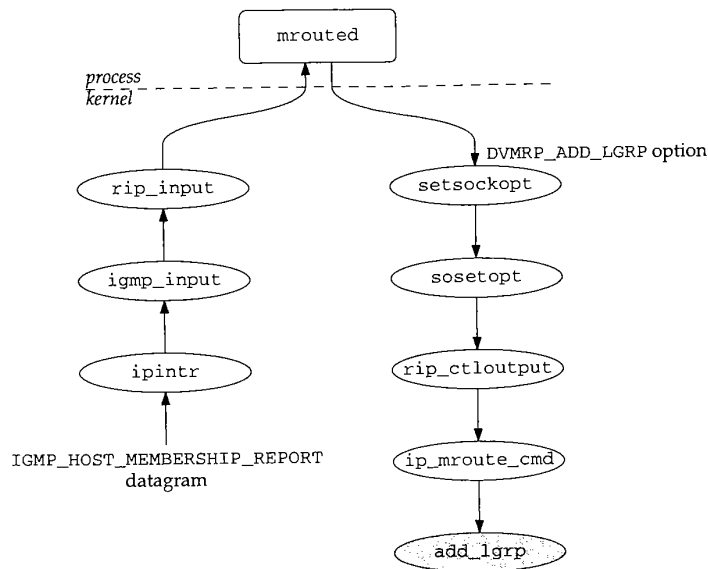 mrouted
process
kernel
DVMRP_ADD_LGRP option
rip_input
setsockopt
igmp_input
sosetopt
ipintr
rip_ctloutput
IGMP_HOST_MEMBERSHIP_REPORT
datagram
ip_mroute_cmd
add_lgrp